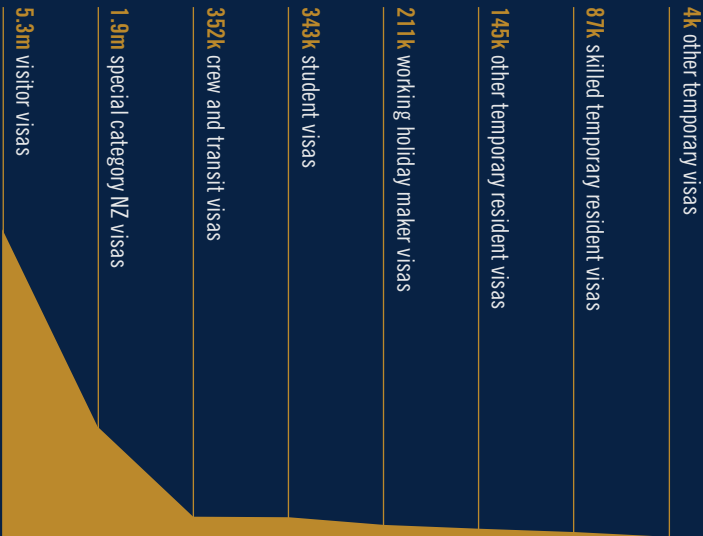 5.3m visitor visas
1.9m special category NZ visas
352k crew and transit visas
343k student visas
211k working holiday maker visas
145k other temporary resident visas
87k skilled temporary resident visas
4k other temporary visas